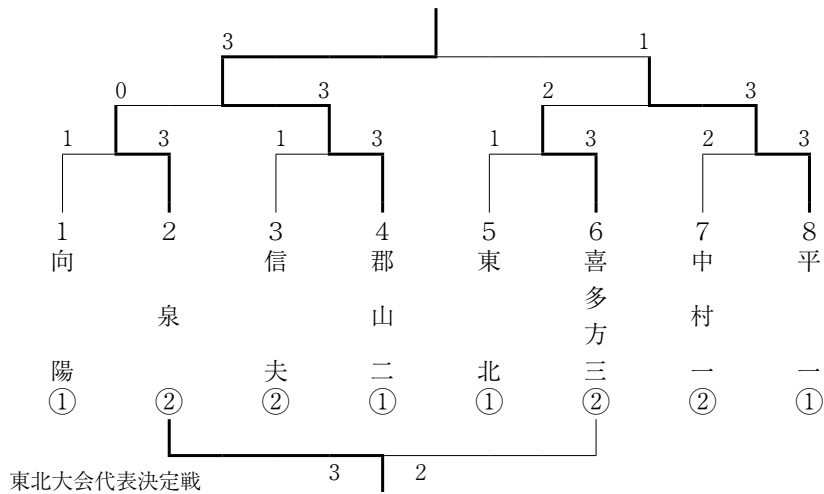 3 1
0 3 2 3
1 3 1 3 1 3 2 3
1 2 3 4 5 6 7 8
向陽 泉 信夫 郡山二 東北 喜多方三 中村一 平一
① ② ② ① ① ② ② ①
東北大会代表決定戦 3 2